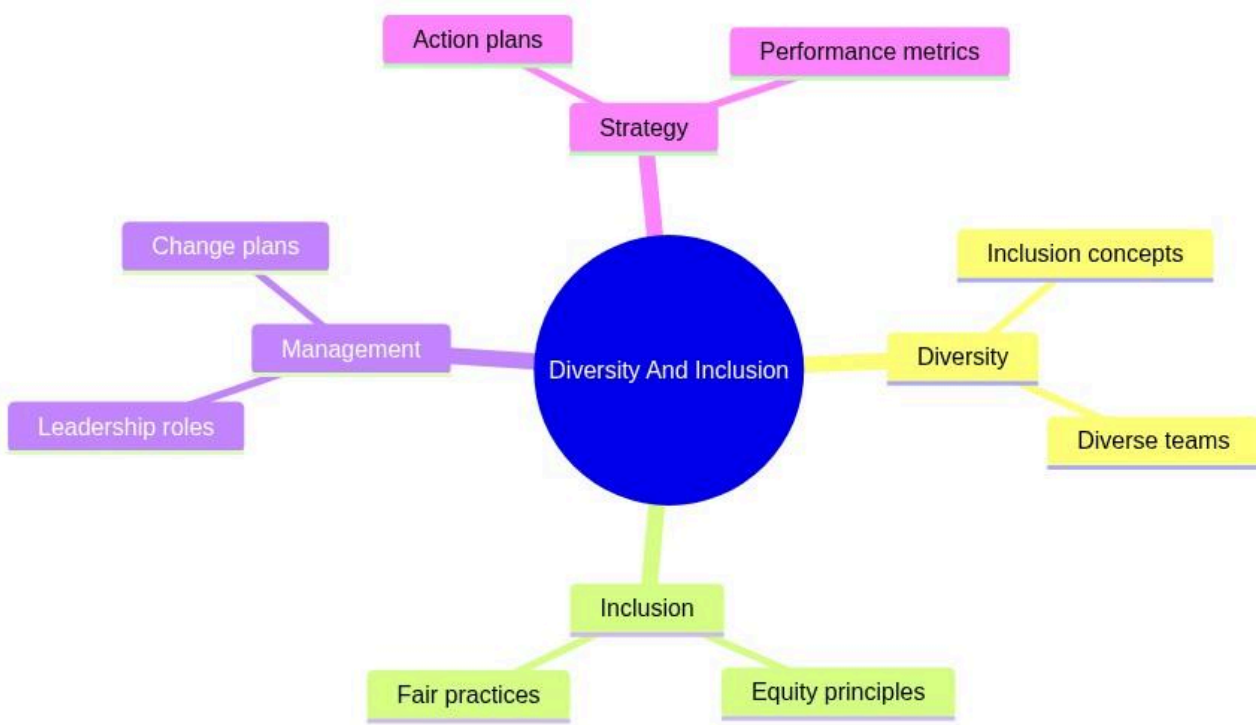 Action plans
Performance metrics
Strategy
Change plans
Inclusion concepts
Management
Diversity And Inclusion
Diversity
Leadership roles
Diverse teams
Inclusion
Fair practices
Equity principles